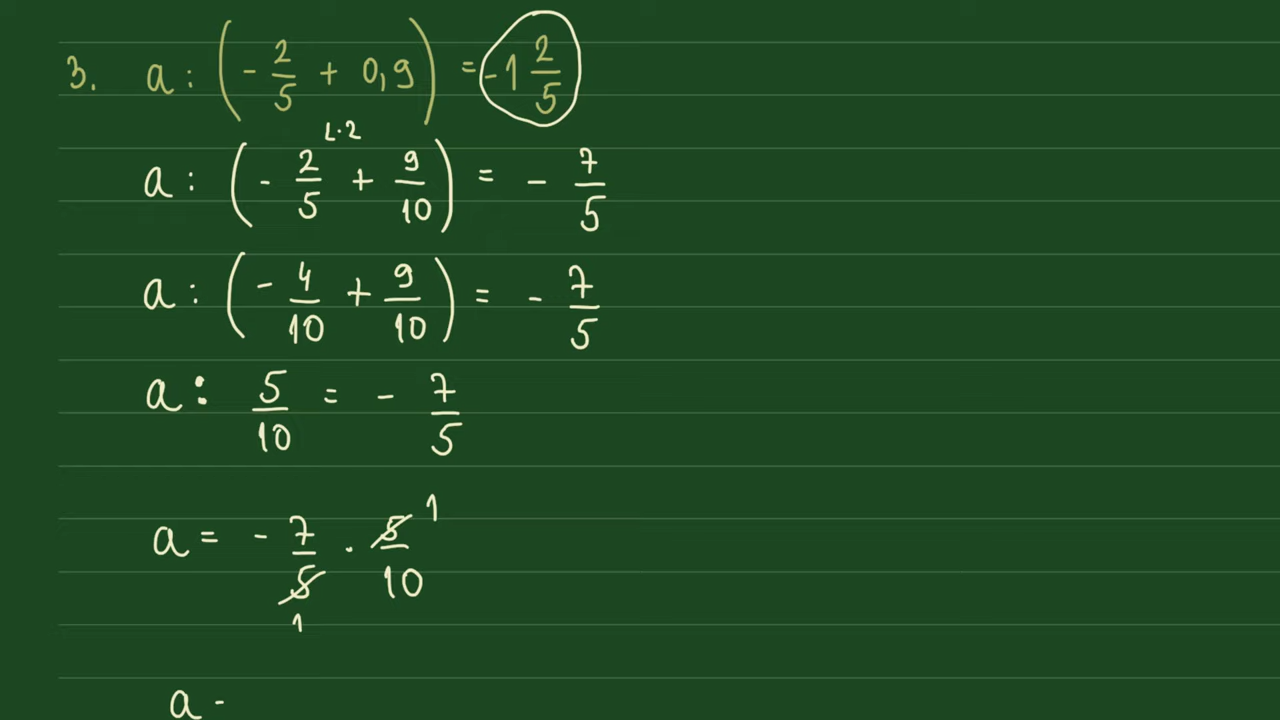 3. a : (- 2/5 + 0,9) = -1 2/5
L·2
a : (- 2/5 + 9/10) = - 7/5
a : (- 4/10 + 9/10) = - 7/5
a : 5/10 = - 7/5
1
a = - 7/5 · 5/10
1
a -